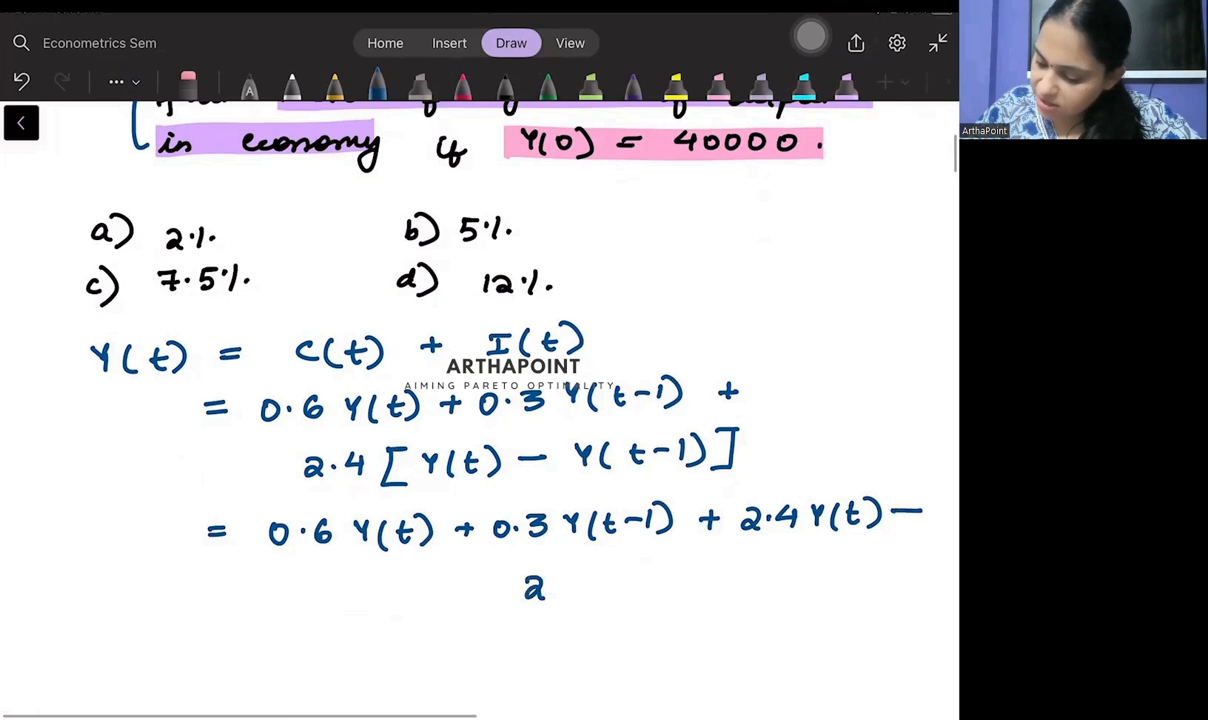 Econometrics Sem
Home Insert Draw View
is economy if Y(0) = 40000.
a) 2%. b) 5%.
c) 7.5%. d) 12%.
Y(t) = C(t) + I(t)
ARTHAPOINT
AIMING PARETO OPTIMALITY
= 0.6 Y(t) + 0.3 Y(t-1) +
2.4 [Y(t) - Y(t-1)]
= 0.6 Y(t) + 0.3 Y(t-1) + 2.4 Y(t) -
2
ArthaPoint